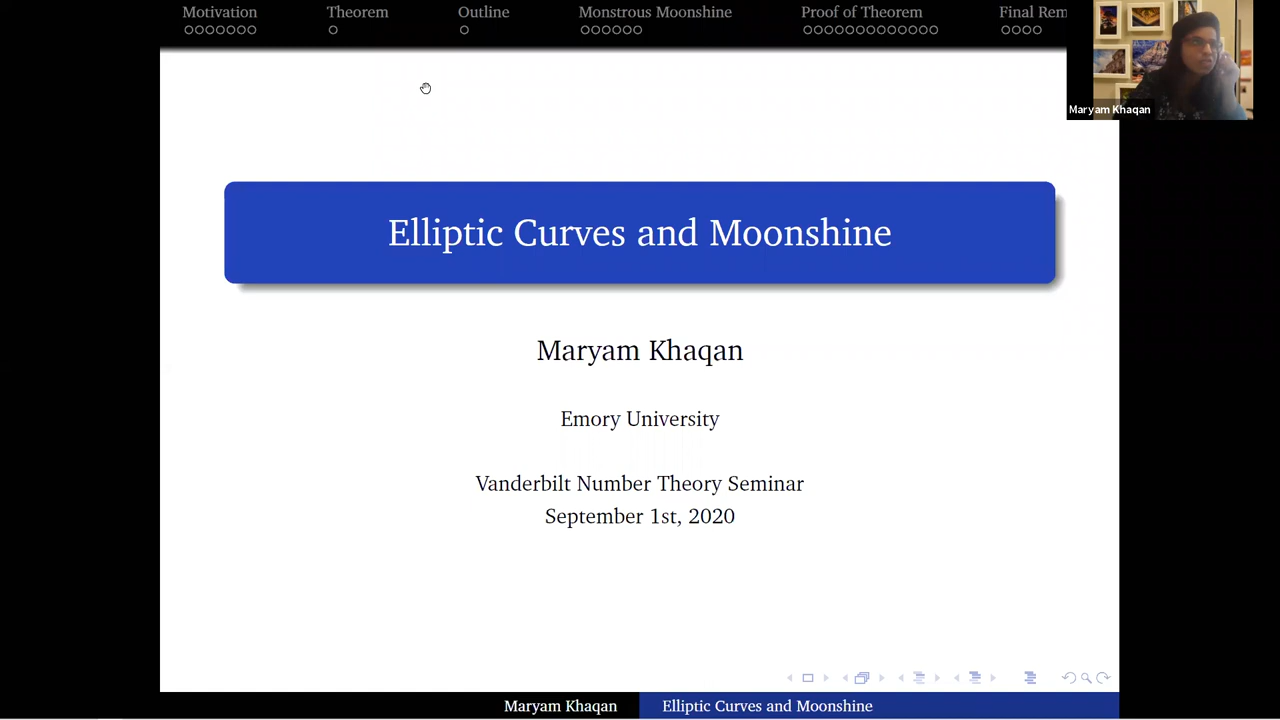 Motivation Theorem Outline Monstrous Moonshine Proof of Theorem Final Rem
Maryam Khaqan
Elliptic Curves and Moonshine
Maryam Khaqan
Emory University
Vanderbilt Number Theory Seminar
September 1st, 2020
Maryam Khaqan Elliptic Curves and Moonshine